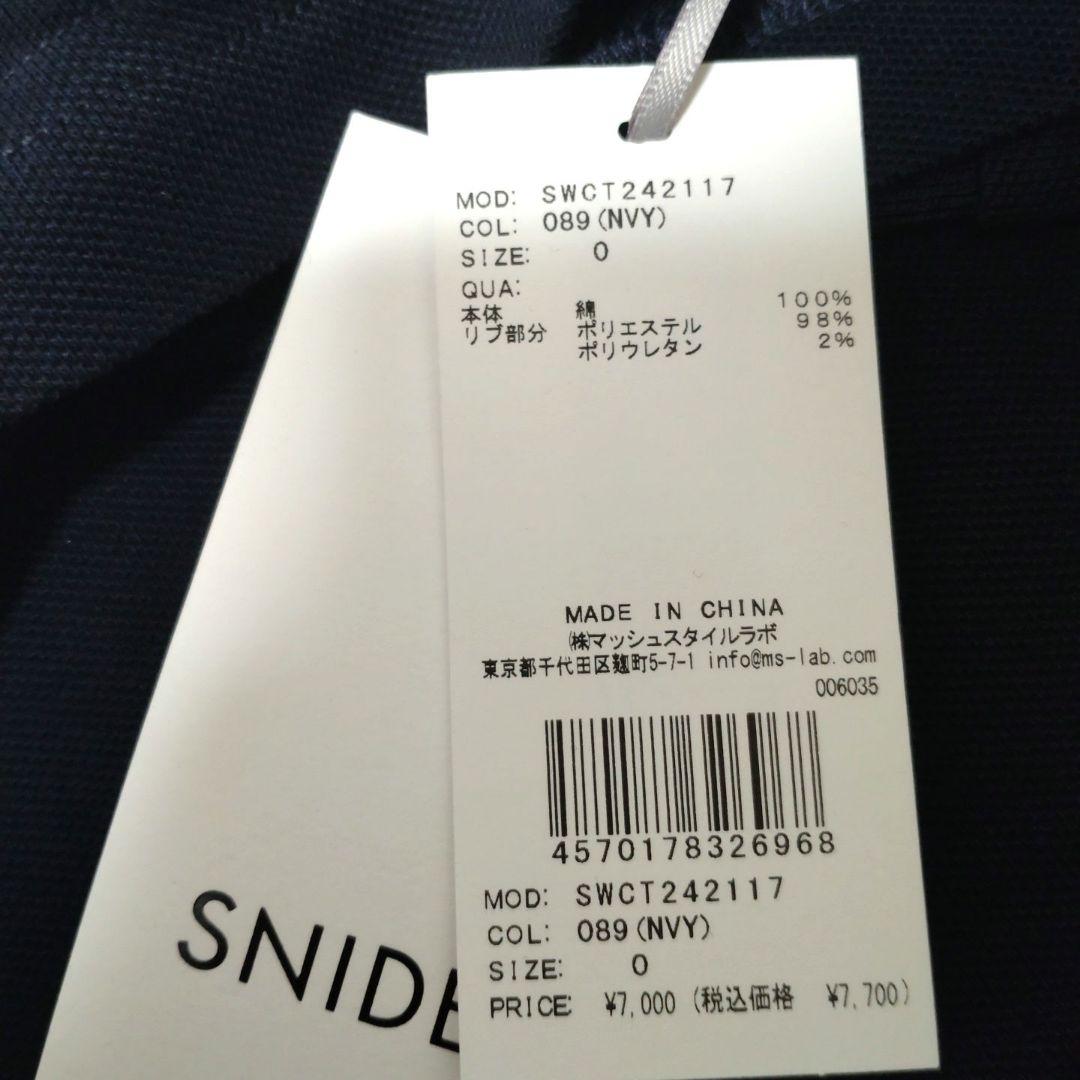 MOD: SWCT242117
COL: 089(NVY)
SIZE: 0
QUA:
本体 綿 100%
リブ部分 ポリエステル 98%
ポリウレタン 2%
MADE IN CHINA
㈱マッシュスタイルラボ
東京都千代田区麹町5-7-1 info@ms-lab.com
006035
4570178326968
MOD: SWCT242117
COL: 089(NVY)
SIZE: 0
PRICE: ¥7,000 (税込価格 ¥7,700)
SNIDE